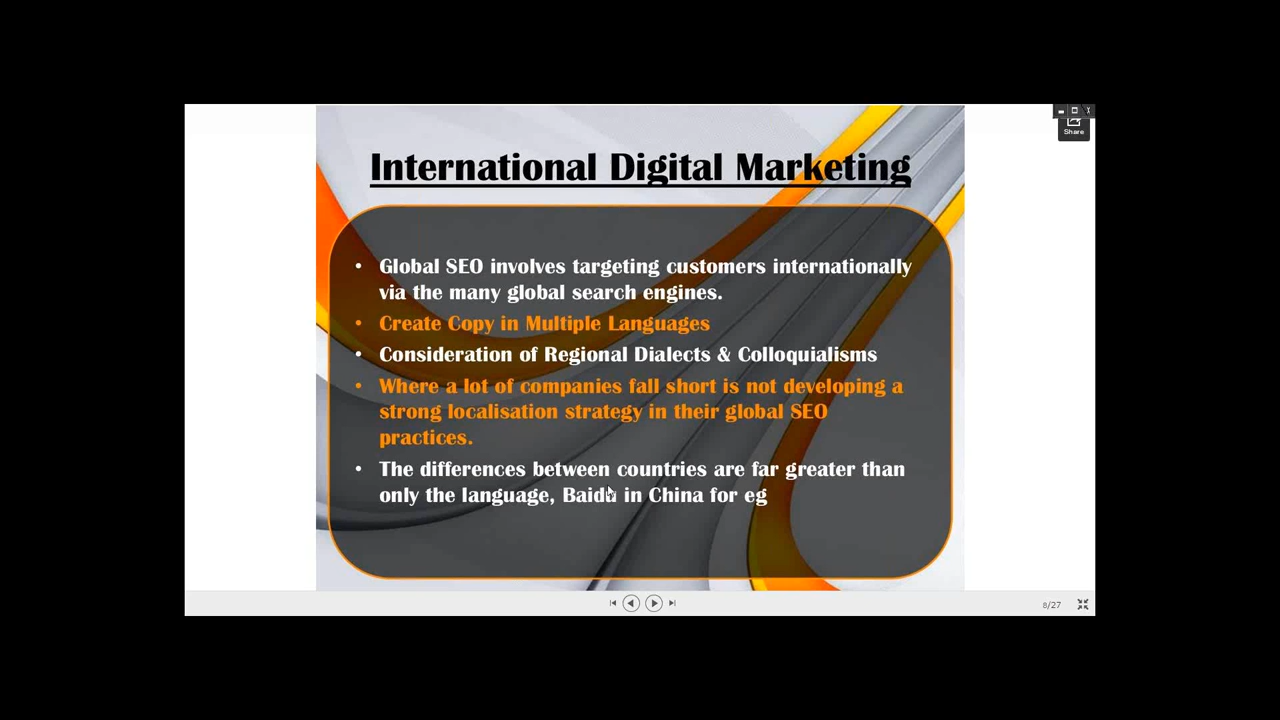 Share
International Digital Marketing
• Global SEO involves targeting customers internationally
via the many global search engines.
• Create Copy in Multiple Languages
• Consideration of Regional Dialects & Colloquialisms
• Where a lot of companies fall short is not developing a
strong localisation strategy in their global SEO
practices.
• The differences between countries are far greater than
only the language, Baidu in China for eg
8/27